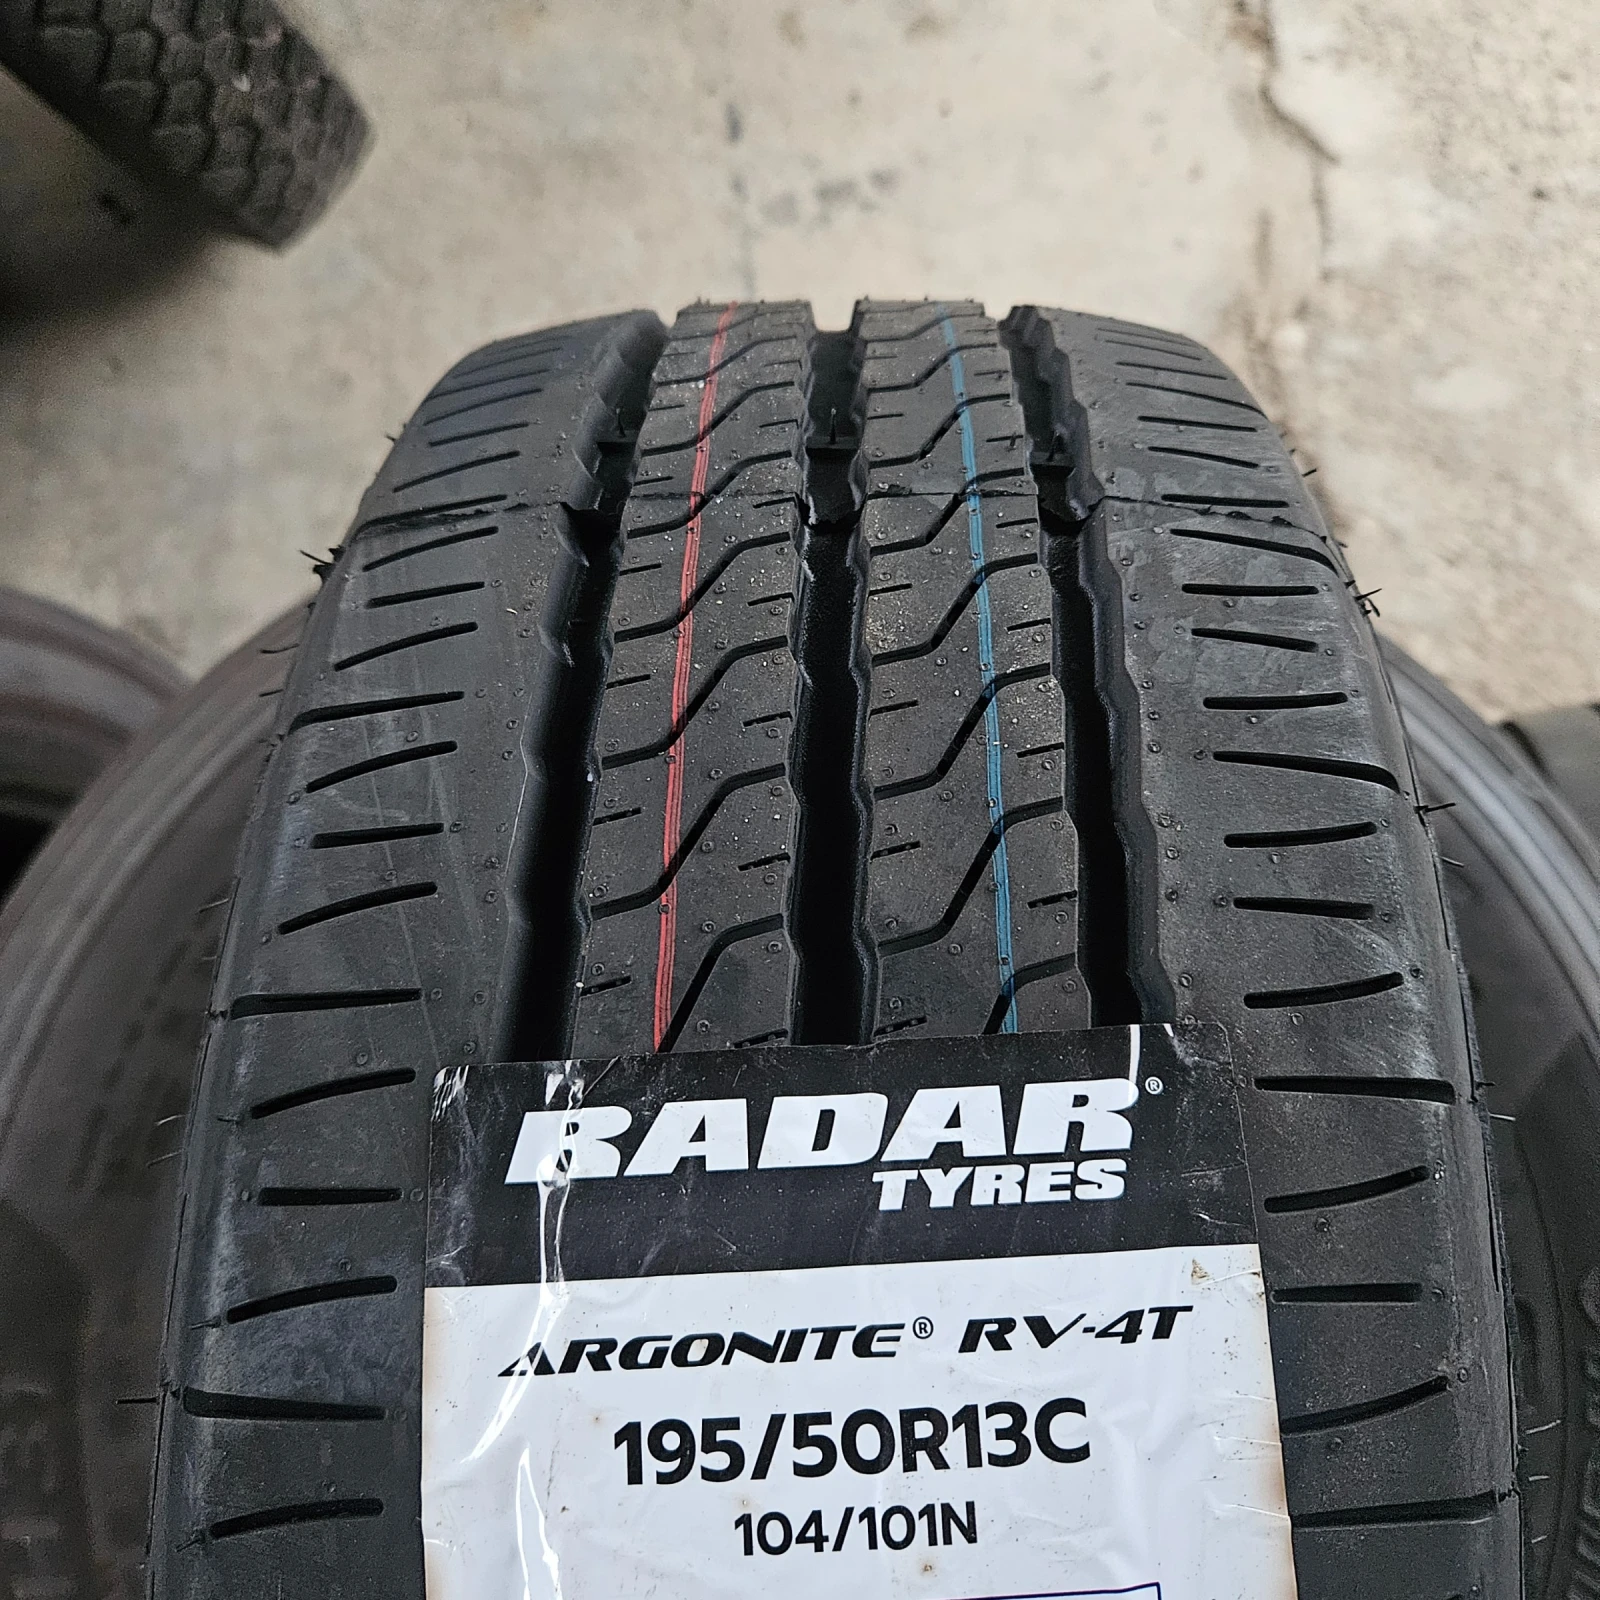 RADAR®
TYRES
ARGONITE® RV-4T
195/50R13C
104/101N